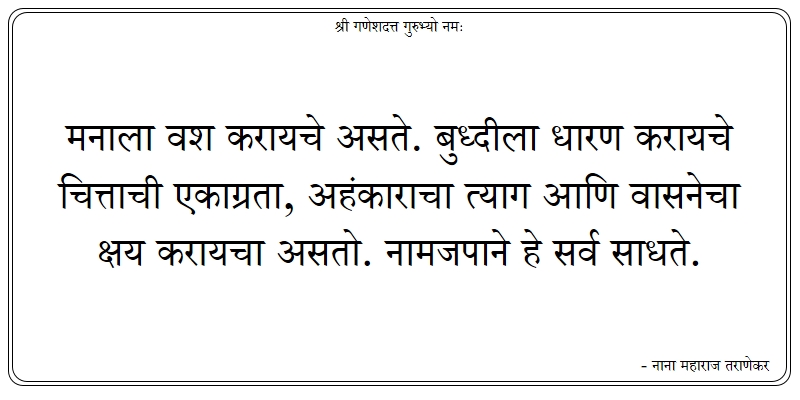 श्री गणेशदत्त गुरुभ्यो नमः
मनाला वश करायचे असते. बुध्दीला धारण करायचे
चित्ताची एकाग्रता, अहंकाराचा त्याग आणि वासनेचा
क्षय करायचा असतो. नामजपाने हे सर्व साधते.
- नाना महाराज तराणेकर